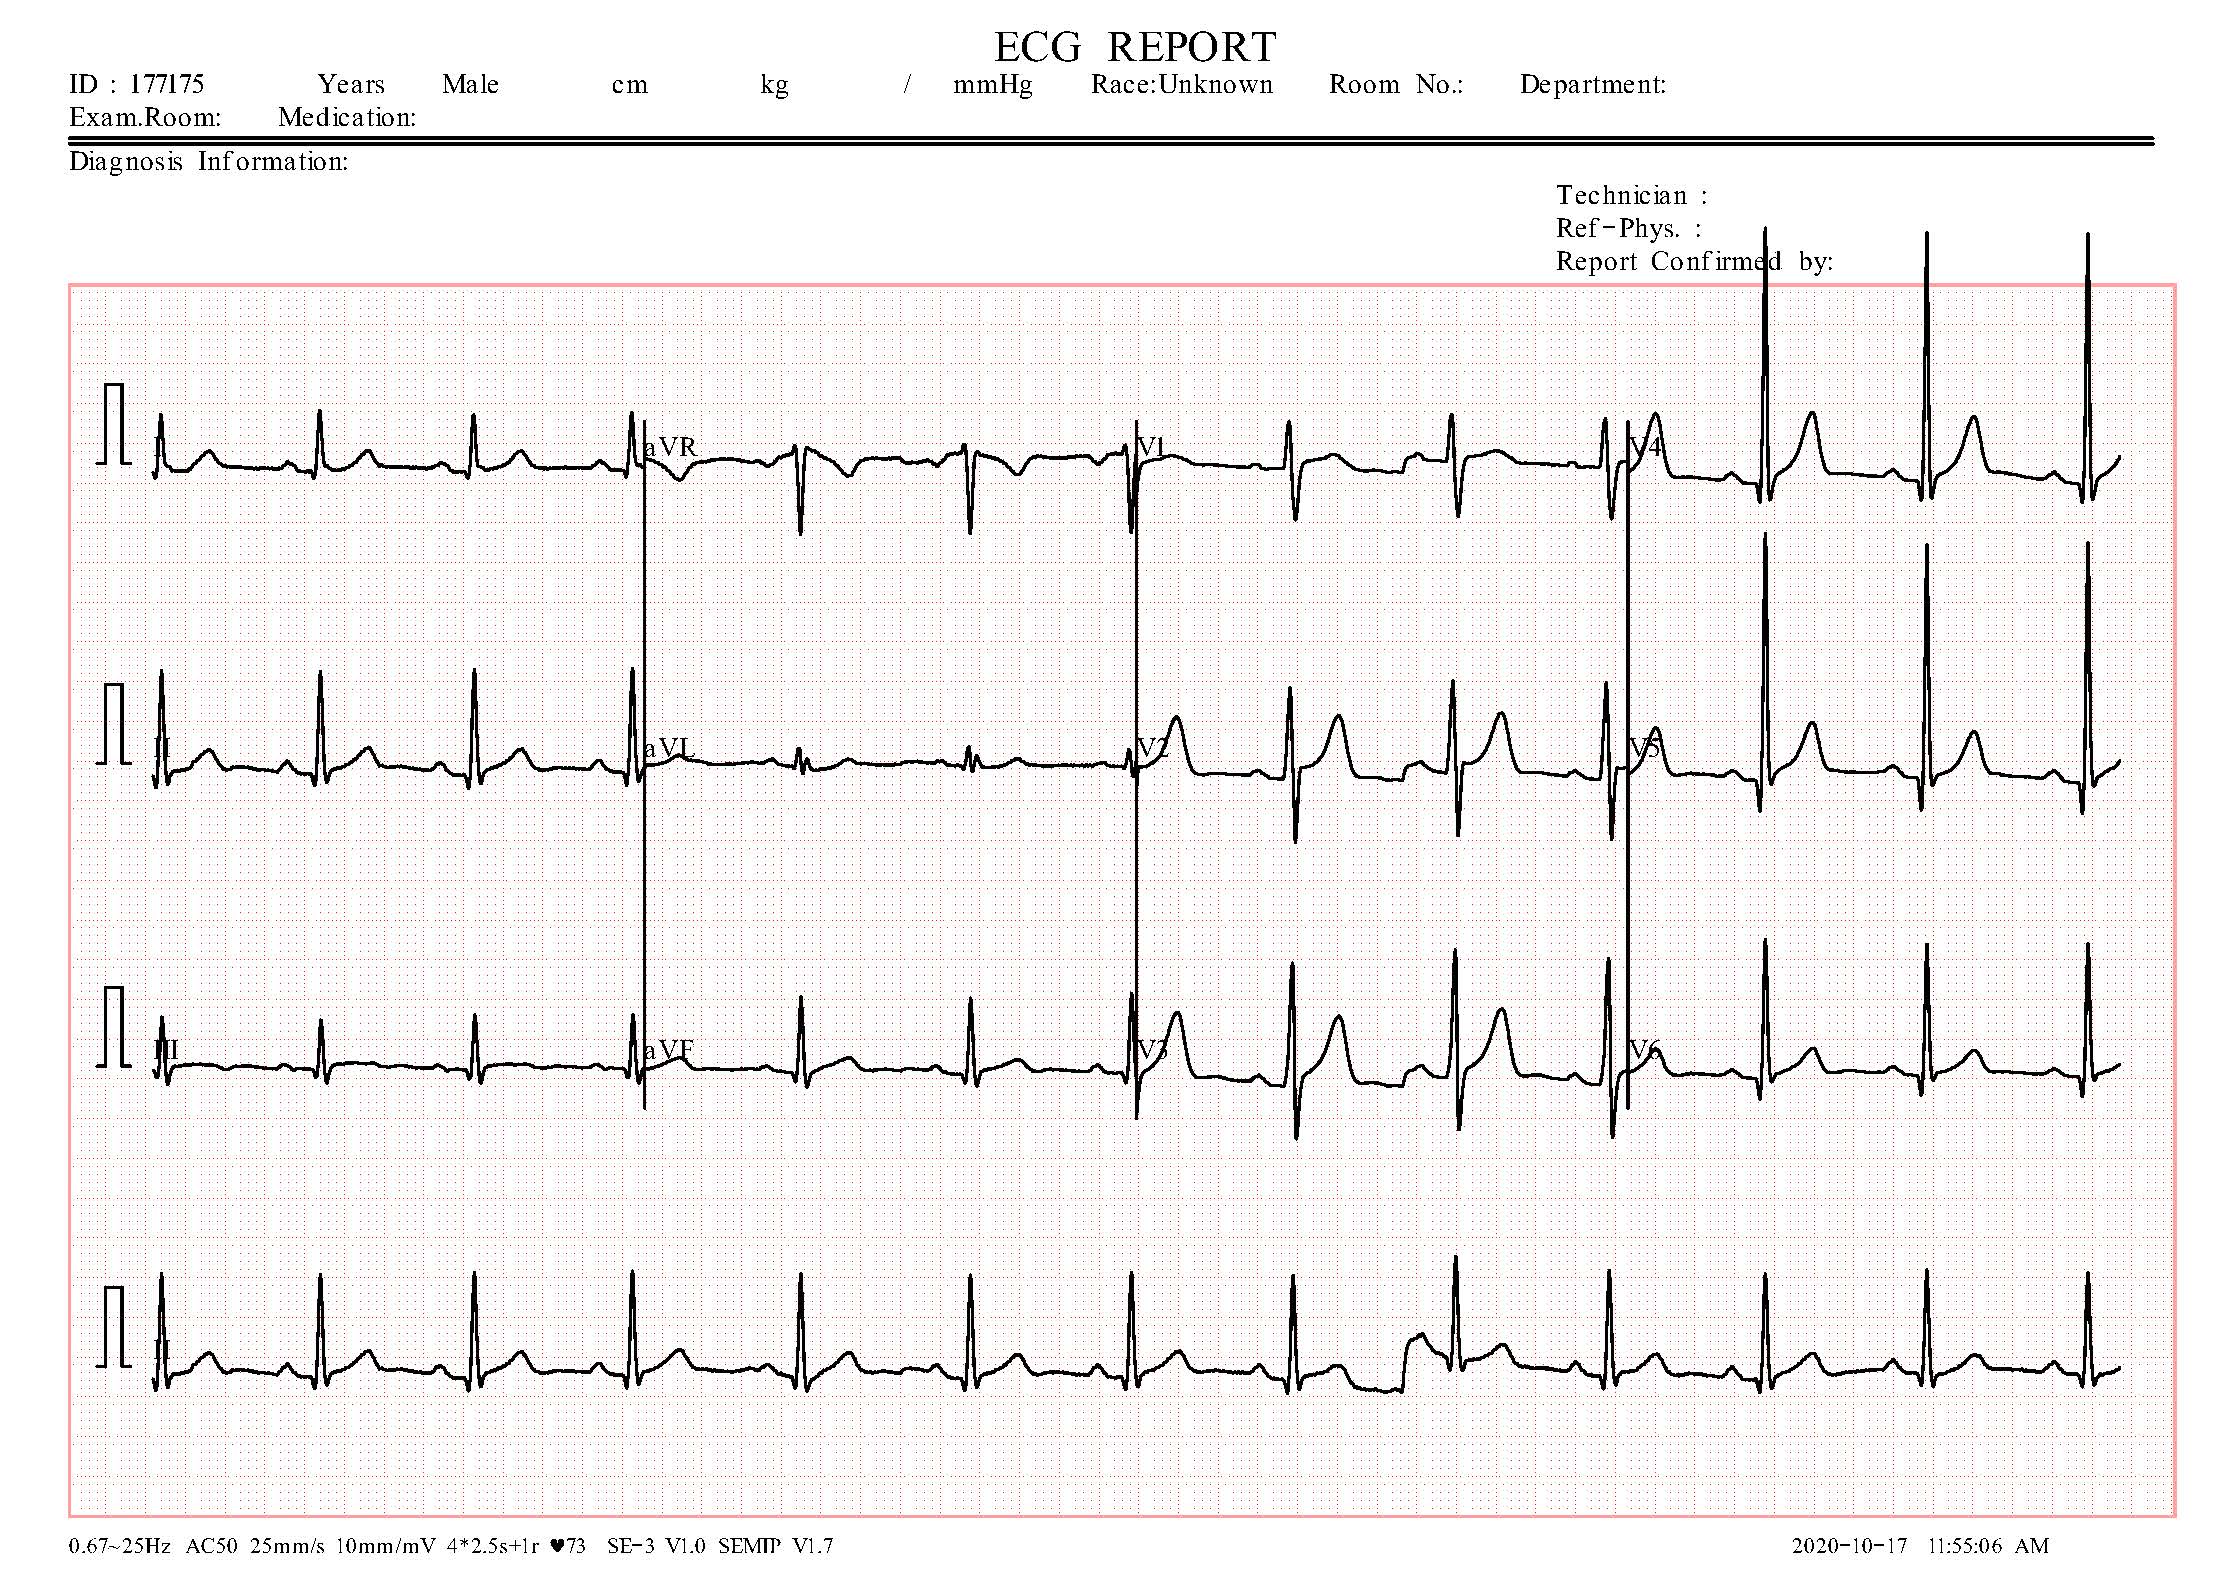 ECG REPORT
ID : 177175 Years Male cm kg / mmHg Race:Unknown Room No.: Department:
Exam.Room: Medication:
Diagnosis Information:
Technician :
Ref-Phys. :
Report Confirmed by:
I aVR V1 V4
II aVL V2 V5
III aVF V3 V6
II
0.67~25Hz AC50 25mm/s 10mm/mV 4*2.5s+1r ♥73 SE-3 V1.0 SEMIP V1.7 2020-10-17 11:55:06 AM